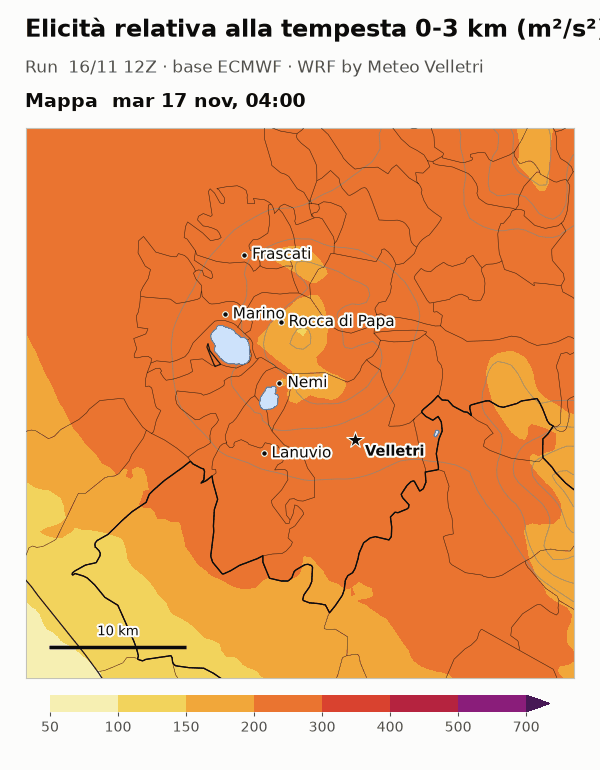 Elicità relativa alla tempesta 0-3 km (m²/s²)
Run 16/11 12Z · base ECMWF · WRF by Meteo Velletri
Mappa mar 17 nov, 04:00
Frascati
Marino
Rocca di Papa
Nemi
Velletri
Lanuvio
10 km
50 100 150 200 300 400 500 700